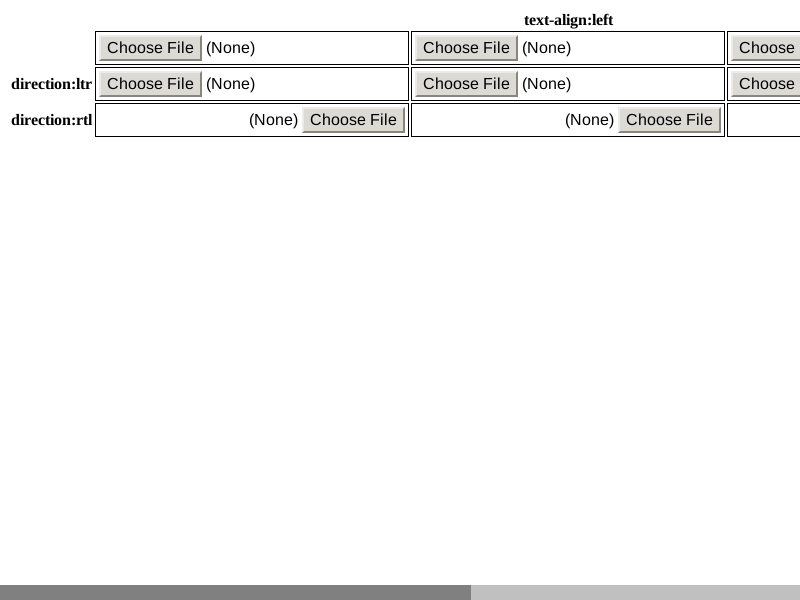 text-align:left
Choose File (None) Choose File (None) Choose
direction:ltr Choose File (None) Choose File (None) Choose
direction:rtl (None) Choose File (None) Choose File